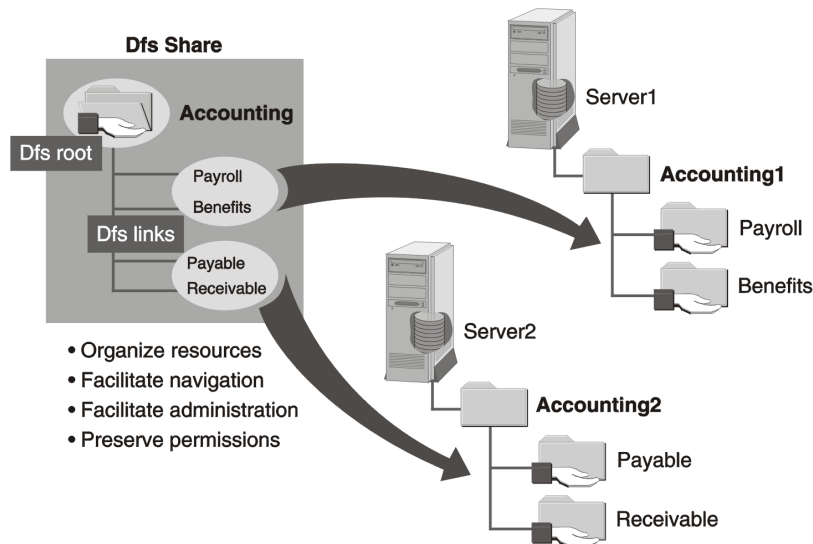 Dfs Share
Accounting
Dfs root
Payroll
Benefits
Dfs links
Payable
Receivable
• Organize resources
• Facilitate navigation
• Facilitate administration
• Preserve permissions
Server1
Accounting1
Payroll
Benefits
Server2
Accounting2
Payable
Receivable